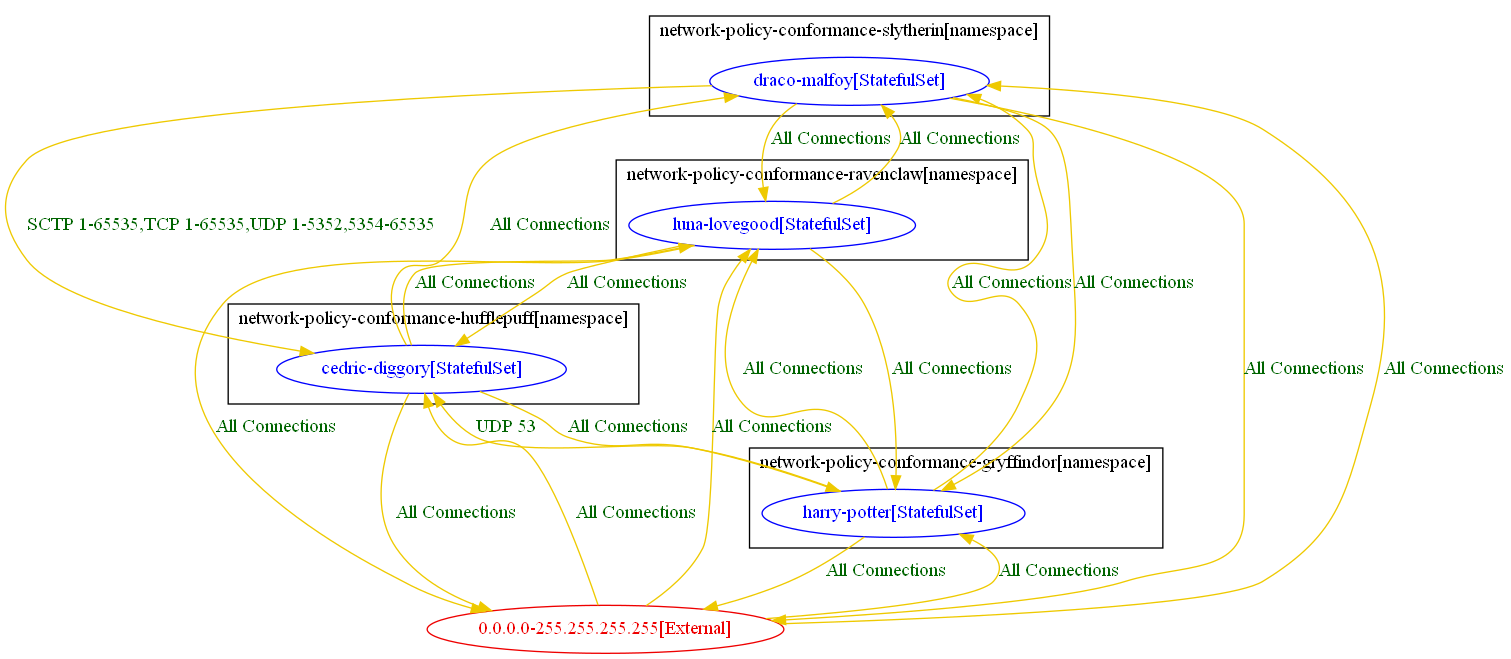 network-policy-conformance-slytherin[namespace]
draco-malfoy[StatefulSet]
All Connections
All Connections
network-policy-conformance-ravenclaw[namespace]
SCTP 1-65535,TCP 1-65535,UDP 1-5352,5354-65535
All Connections
luna-lovegood[StatefulSet]
All Connections
All Connections
All Connections
All Connections
network-policy-conformance-hufflepuff[namespace]
cedric-diggory[StatefulSet]
All Connections
All Connections
All Connections
All Connections
All Connections
UDP 53
All Connections
All Connections
network-policy-conformance-gryffindor[namespace]
All Connections
All Connections
harry-potter[StatefulSet]
All Connections
All Connections
0.0.0.0-255.255.255.255[External]